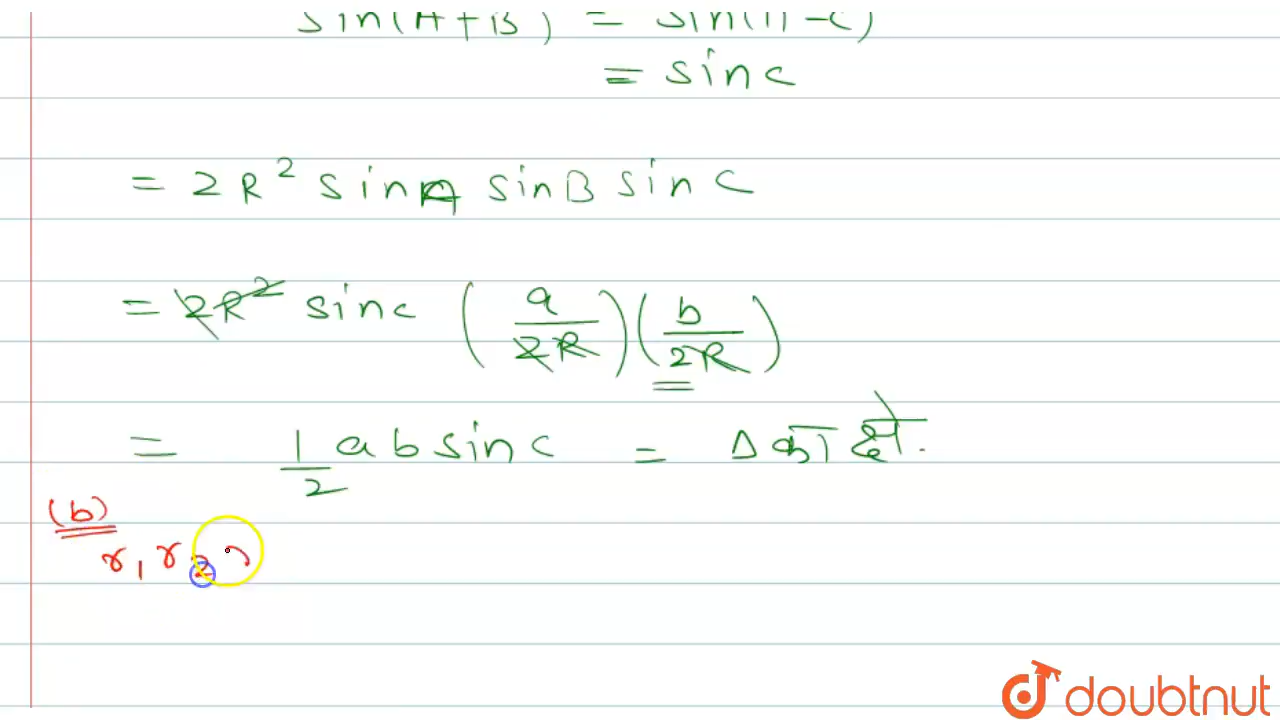 sin(A+B) = sin(π-C)
= sinC
= 2R² sinA sinB sinC
= 2R² sinC (a/2R)(b/2R)
= 1/2 ab sinC = Δ का क्षे.
(b)
r₁ r₂
doubtnut